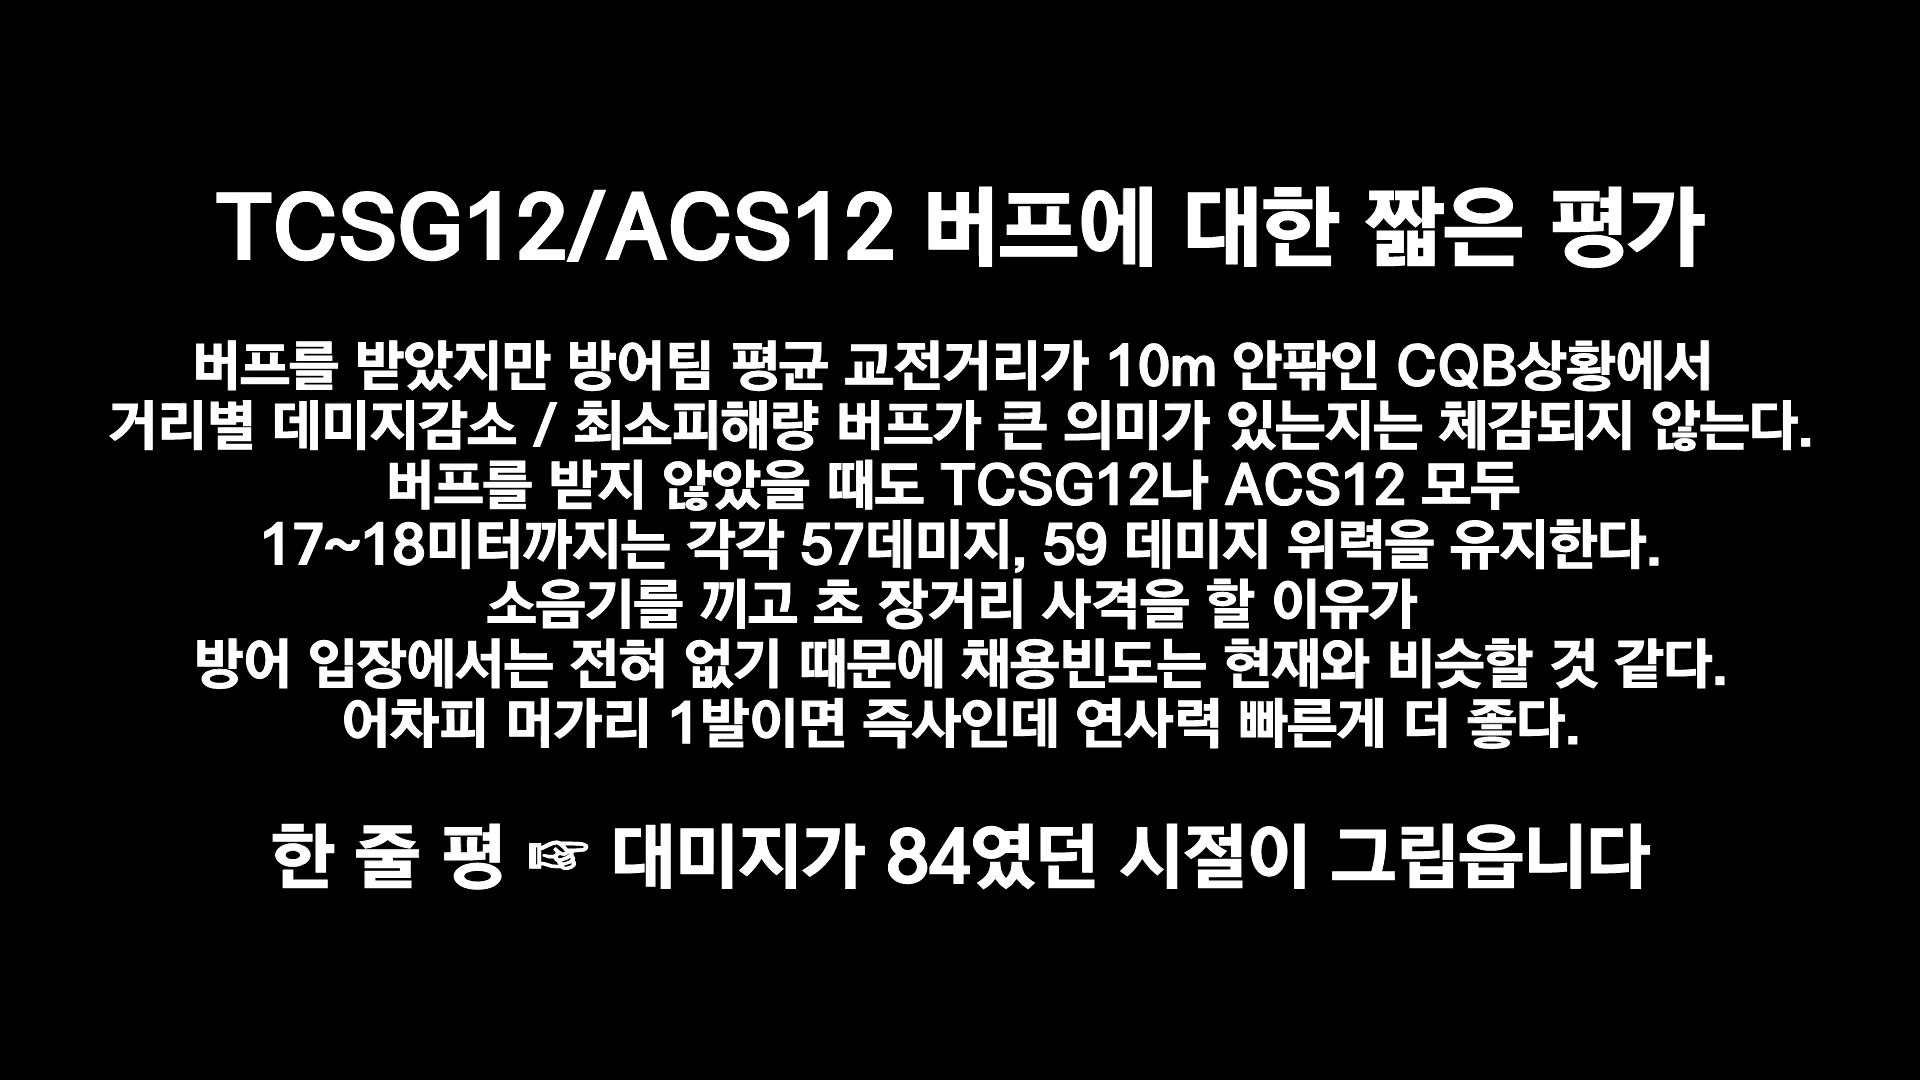 TCSG12/ACS12 버프에 대한 짧은 평가
버프를 받았지만 방어팀 평균 교전거리가 10m 안팎인 CQB상황에서
거리별 데미지감소 / 최소피해량 버프가 큰 의미가 있는지는 체감되지 않는다.
버프를 받지 않았을 때도 TCSG12나 ACS12 모두
17~18미터까지는 각각 57데미지, 59 데미지 위력을 유지한다.
소음기를 끼고 초 장거리 사격을 할 이유가
방어 입장에서는 전혀 없기 때문에 채용빈도는 현재와 비슷할 것 같다.
어차피 머가리 1발이면 즉사인데 연사력 빠른게 더 좋다.
한 줄 평 ☞ 대미지가 84였던 시절이 그립읍니다